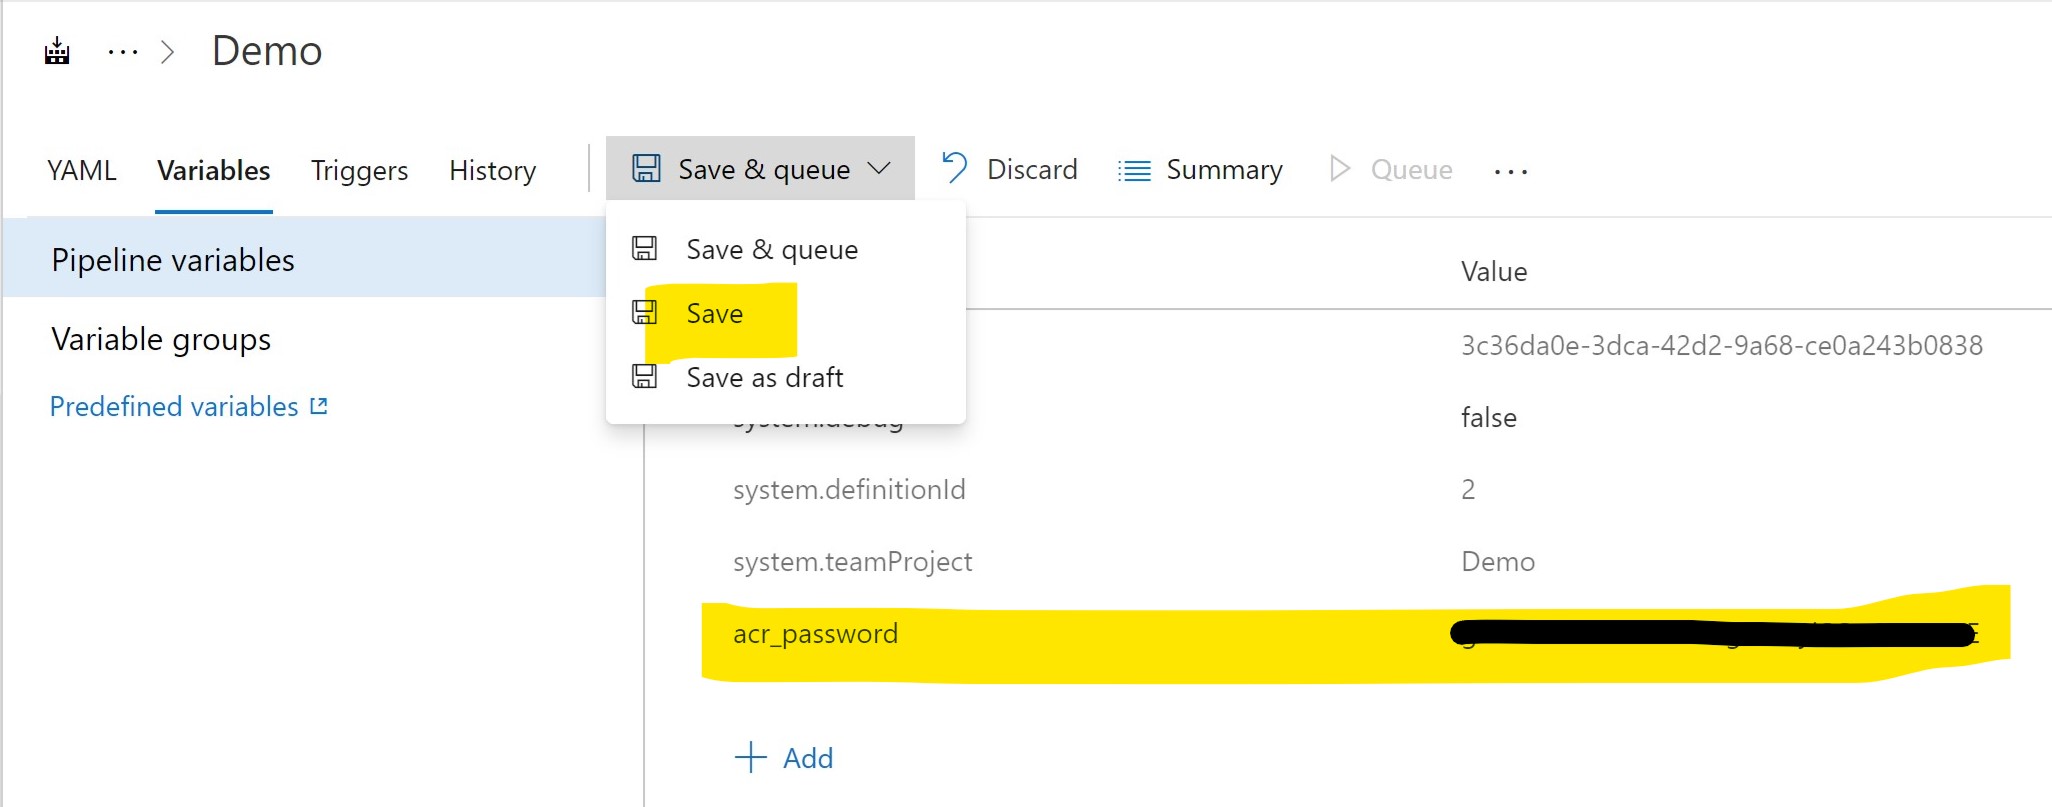 ··· > Demo
YAML Variables Triggers History Save & queue Discard Summary Queue ···
Pipeline variables
Variable groups
Predefined variables
Save & queue
Save
Save as draft
Value
3c36da0e-3dca-42d2-9a68-ce0a243b0838
system.debug false
system.definitionId 2
system.teamProject Demo
acr_password
+ Add